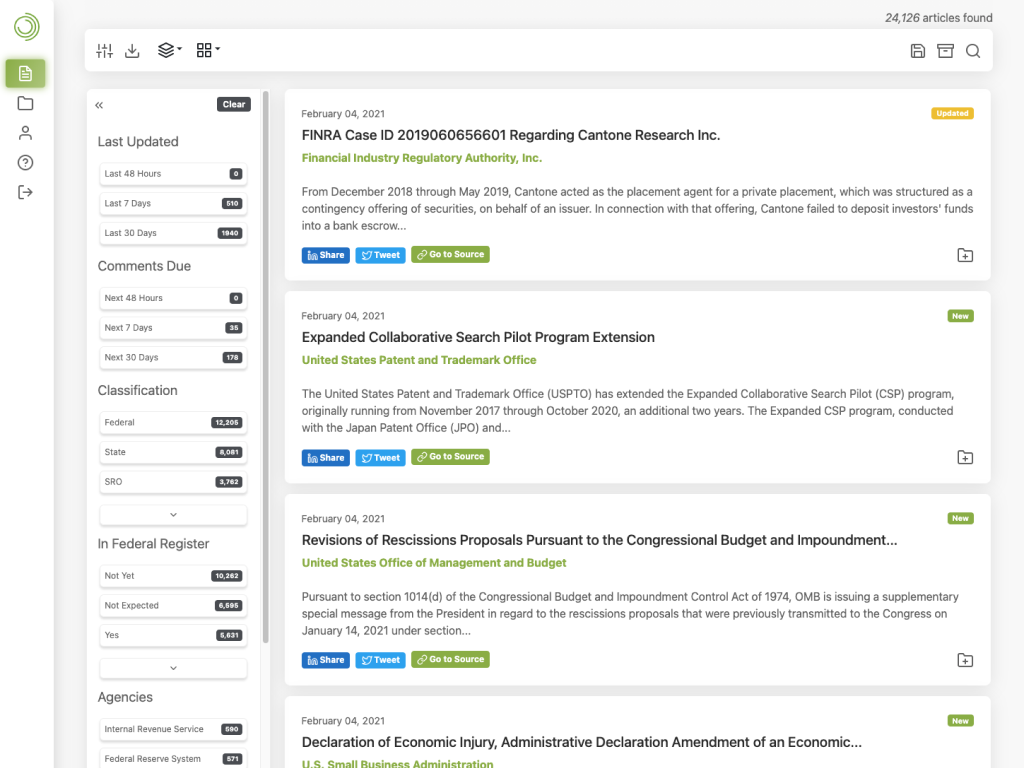 24,126 articles found
Clear
Last Updated
Last 48 Hours 0
Last 7 Days 510
Last 30 Days 1940
Comments Due
Next 48 Hours 0
Next 7 Days 35
Next 30 Days 178
Classification
Federal 12,205
State 8,081
SRO 3,762
In Federal Register
Not Yet 10,262
Not Expected 6,595
Yes 5,631
Agencies
Internal Revenue Service 590
Federal Reserve System 571
February 04, 2021 Updated
FINRA Case ID 2019060656601 Regarding Cantone Research Inc.
Financial Industry Regulatory Authority, Inc.
From December 2018 through May 2019, Cantone acted as the placement agent for a private placement, which was structured as a
contingency offering of securities, on behalf of an issuer. In connection with that offering, Cantone failed to deposit investors' funds
into a bank escrow...
Share Tweet Go to Source
February 04, 2021 New
Expanded Collaborative Search Pilot Program Extension
United States Patent and Trademark Office
The United States Patent and Trademark Office (USPTO) has extended the Expanded Collaborative Search Pilot (CSP) program,
originally running from November 2017 through October 2020, an additional two years. The Expanded CSP program, conducted
with the Japan Patent Office (JPO) and...
Share Tweet Go to Source
February 04, 2021 New
Revisions of Rescissions Proposals Pursuant to the Congressional Budget and Impoundment...
United States Office of Management and Budget
Pursuant to section 1014(d) of the Congressional Budget and Impoundment Control Act of 1974, OMB is issuing a supplementary
special message from the President in regard to the rescissions proposals that were previously transmitted to the Congress on
January 14, 2021 under section...
Share Tweet Go to Source
February 04, 2021 New
Declaration of Economic Injury, Administrative Declaration Amendment of an Economic...
U.S. Small Business Administration